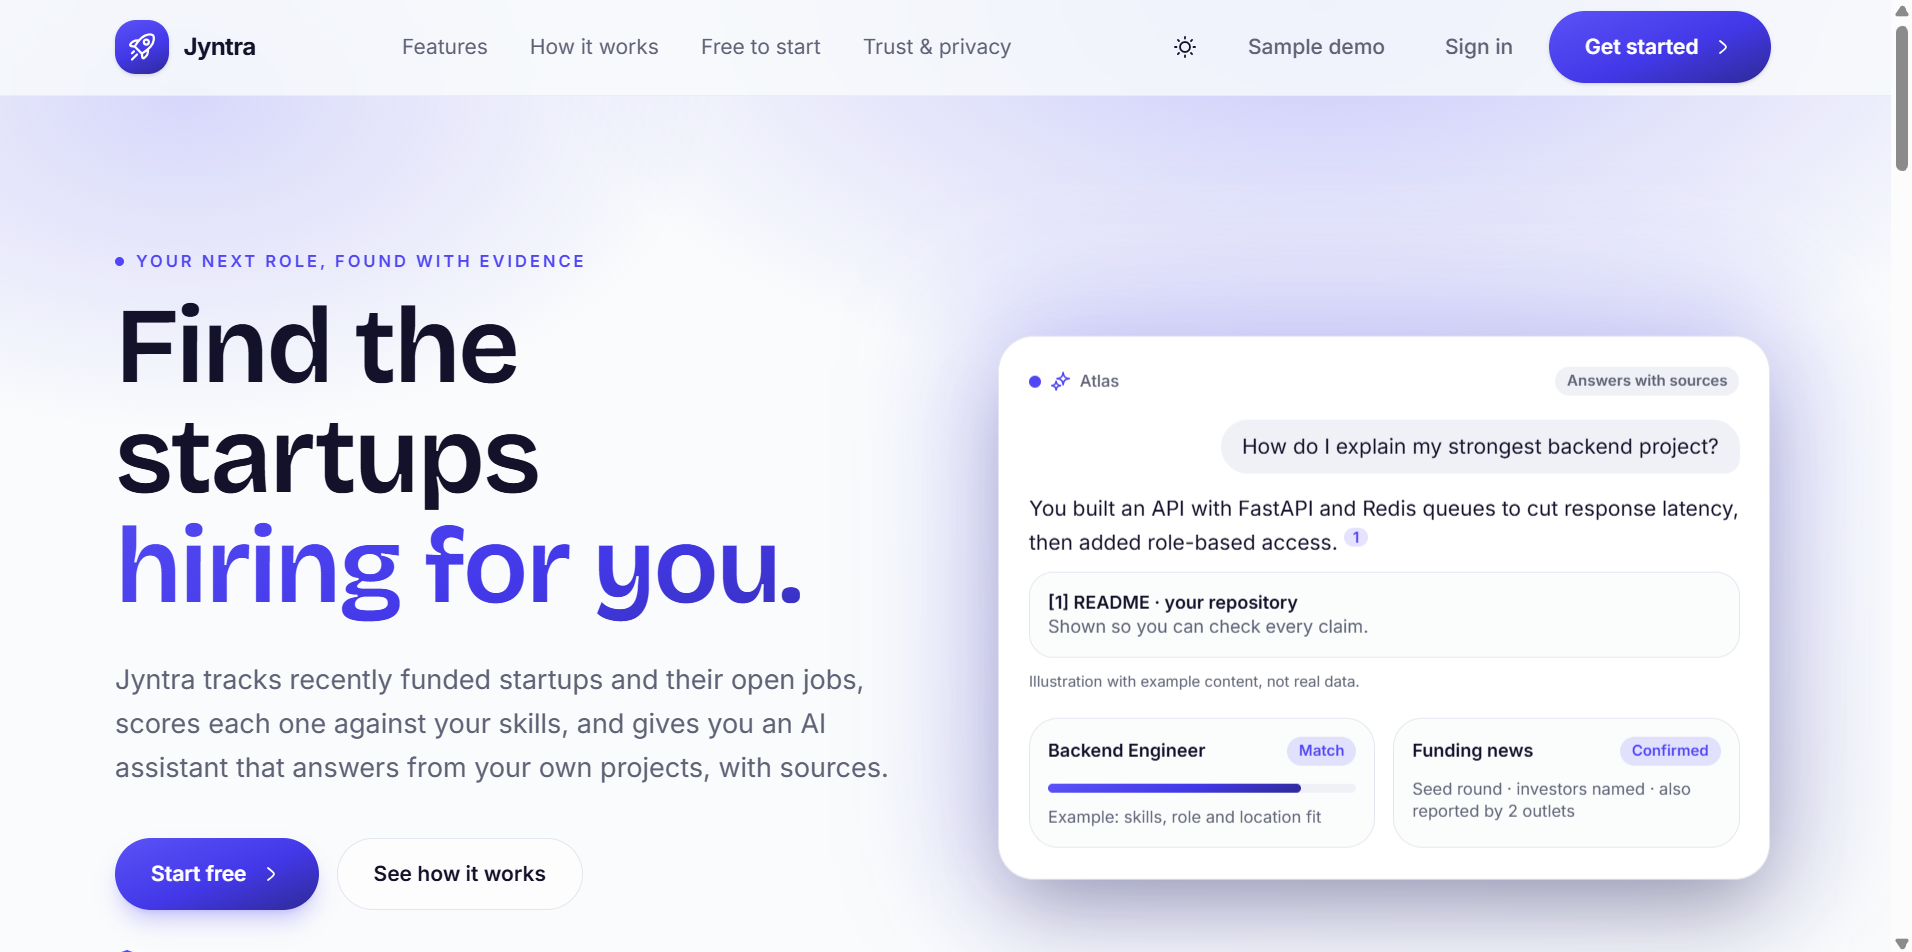 Jyntra
Features
How it works
Free to start
Trust & privacy
Sample demo
Sign in
Get started
YOUR NEXT ROLE, FOUND WITH EVIDENCE
Find the
startups
hiring for you.
Jyntra tracks recently funded startups and their open jobs,
scores each one against your skills, and gives you an AI
assistant that answers from your own projects, with sources.
Start free
See how it works
Atlas
Answers with sources
How do I explain my strongest backend project?
You built an API with FastAPI and Redis queues to cut response latency,
then added role-based access. 1
[1] README · your repository
Shown so you can check every claim.
Illustration with example content, not real data.
Backend Engineer
Match
Example: skills, role and location fit
Funding news
Confirmed
Seed round · investors named · also
reported by 2 outlets